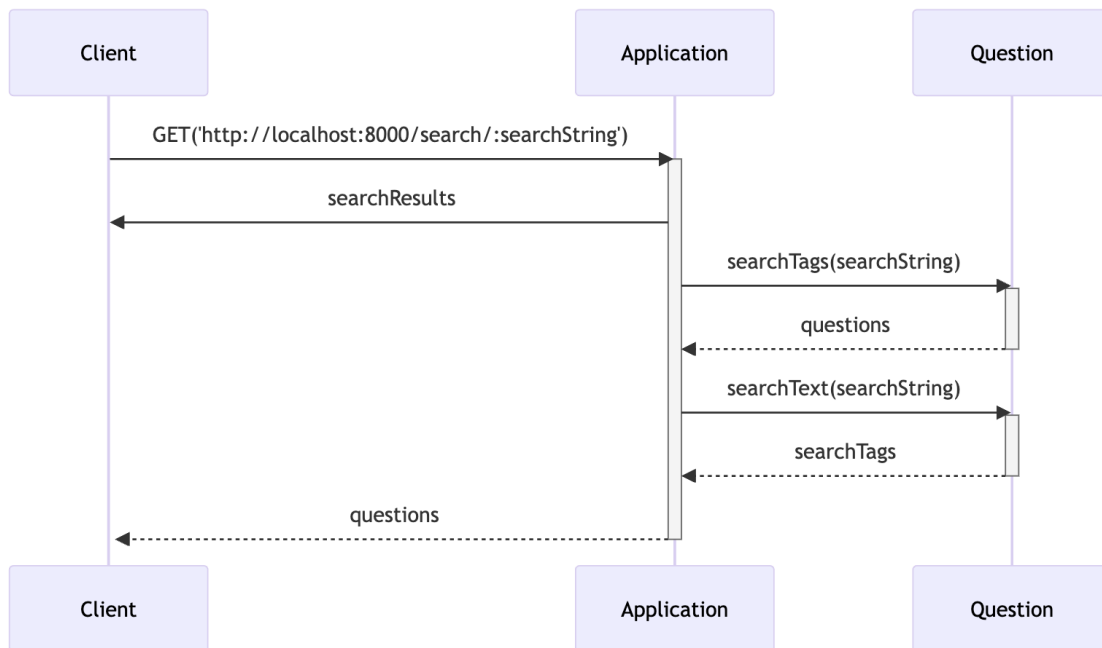 Client
Application
Question
GET('http://localhost:8000/search/:searchString')
searchResults
searchTags(searchString)
questions
searchText(searchString)
searchTags
questions
Client
Application
Question